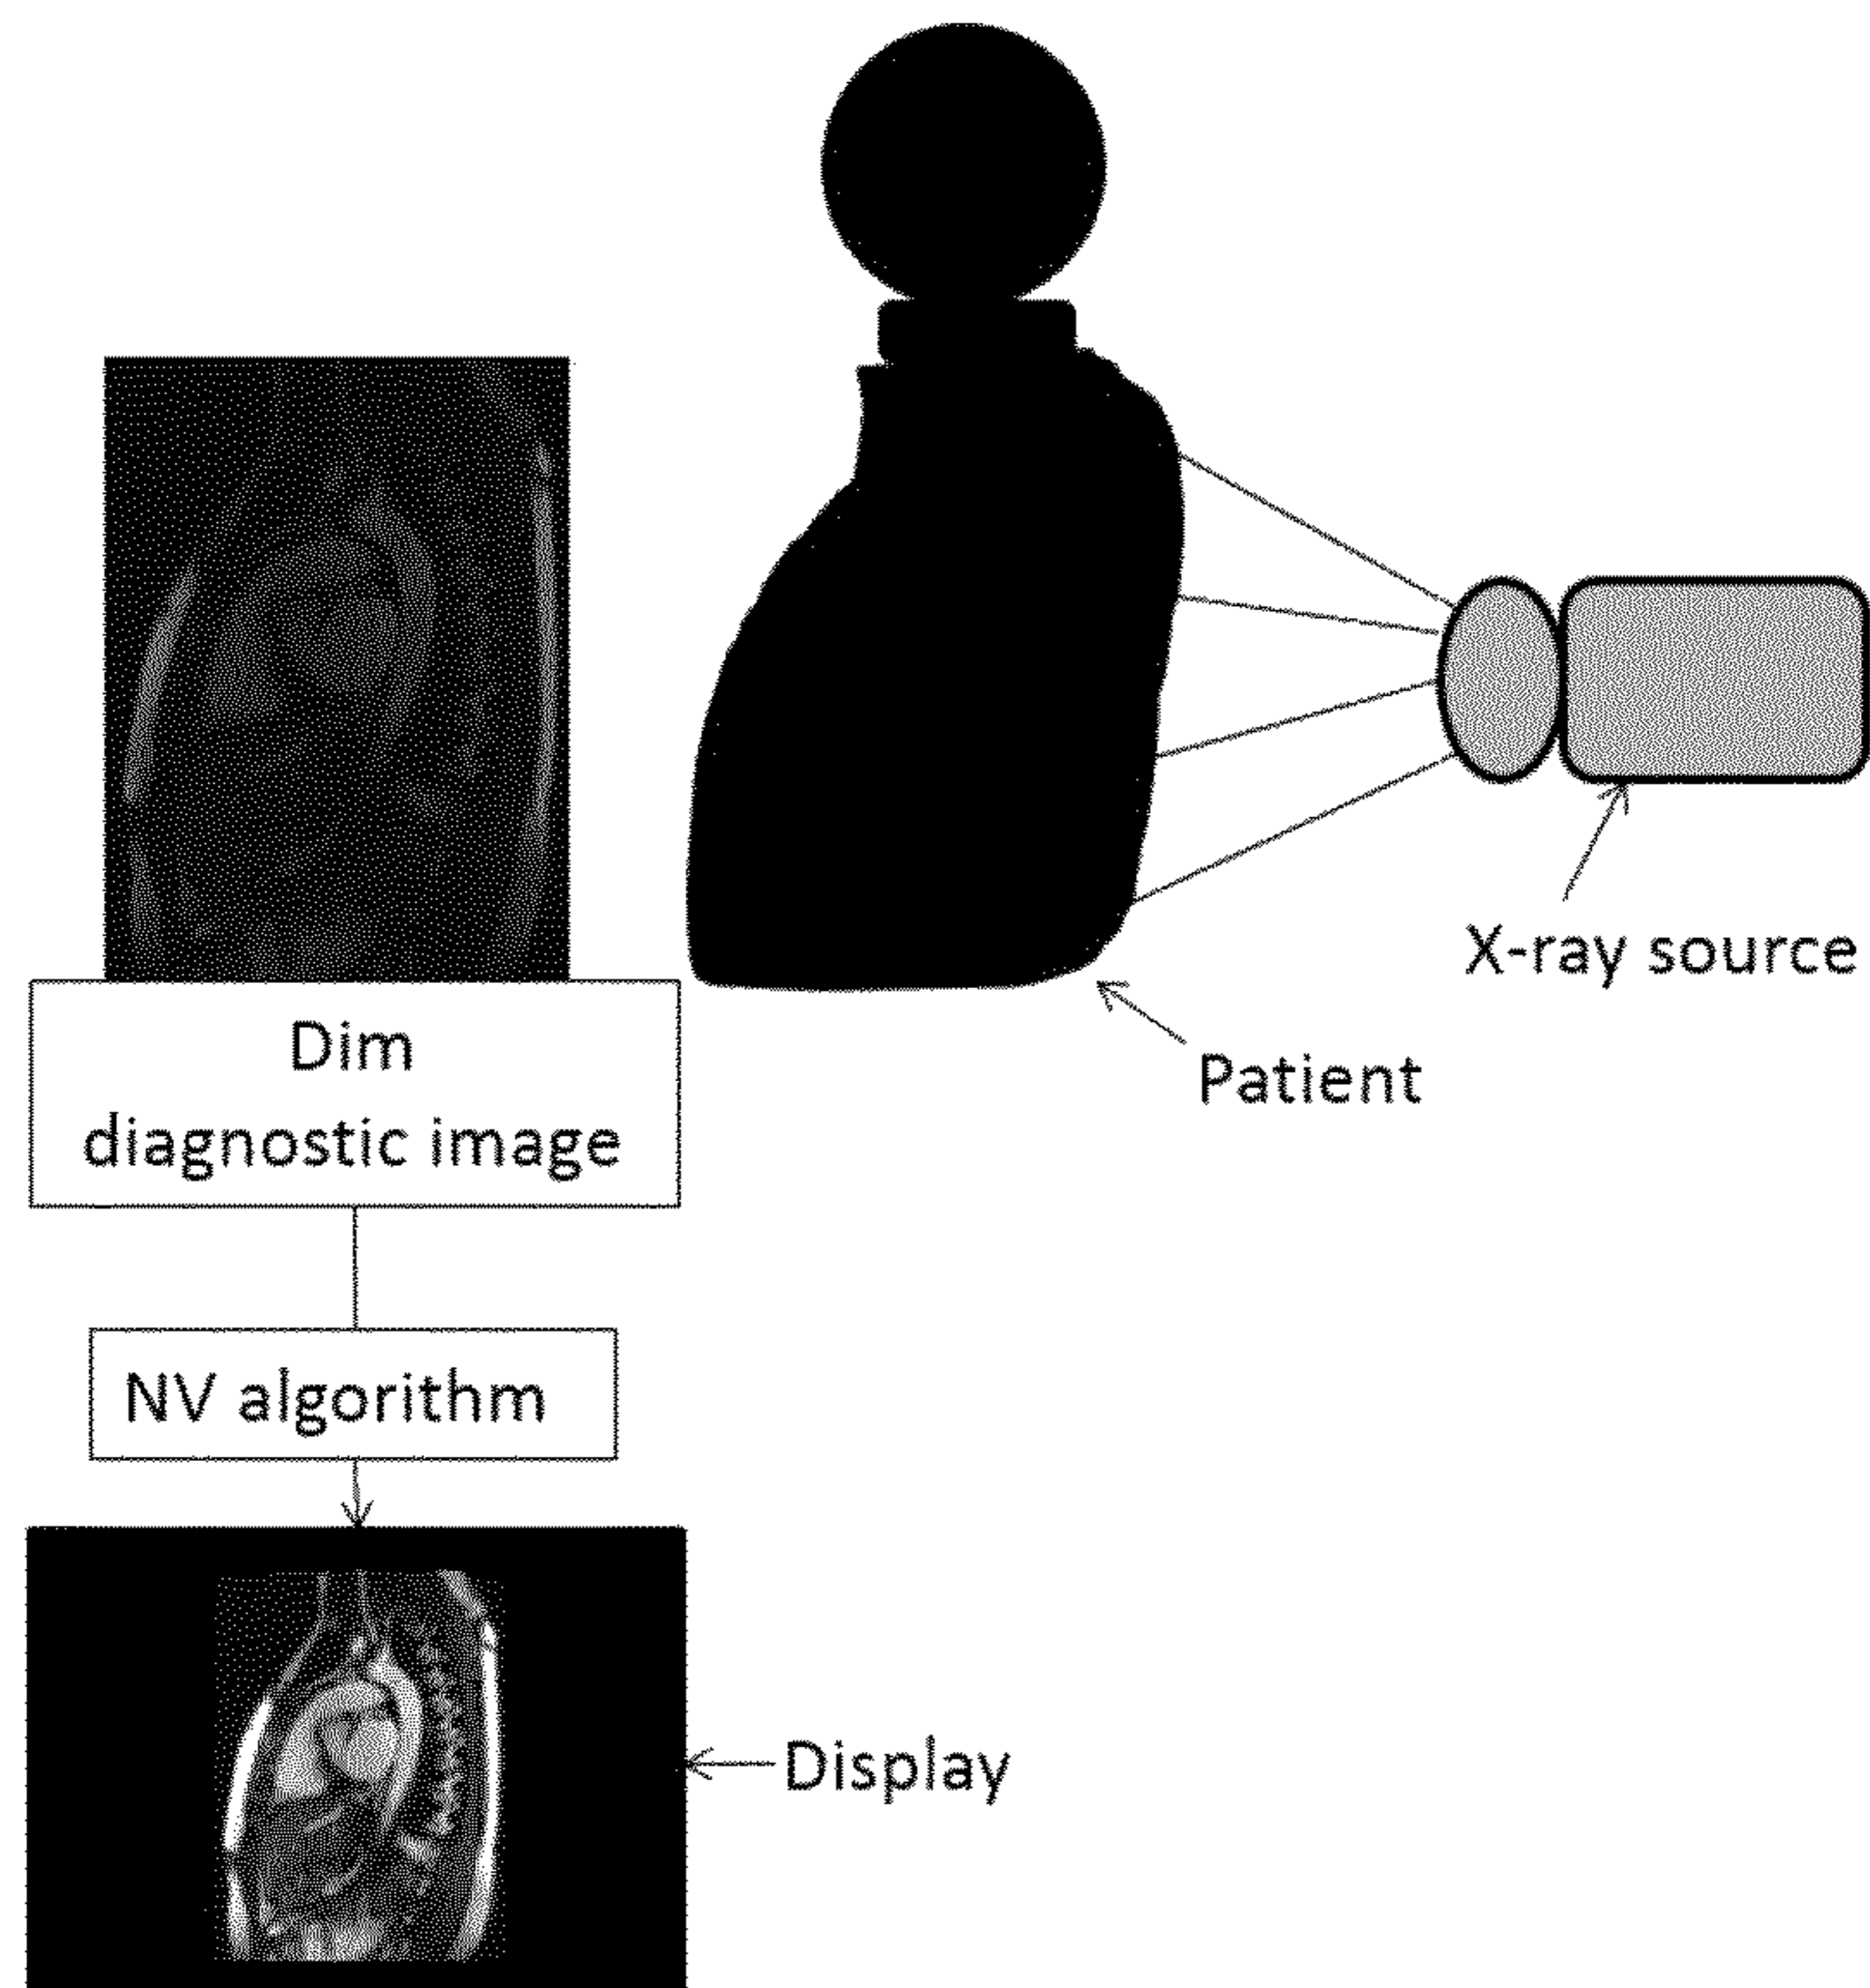 X-ray source
Dim
diagnostic image
Patient
NV algorithm
Display